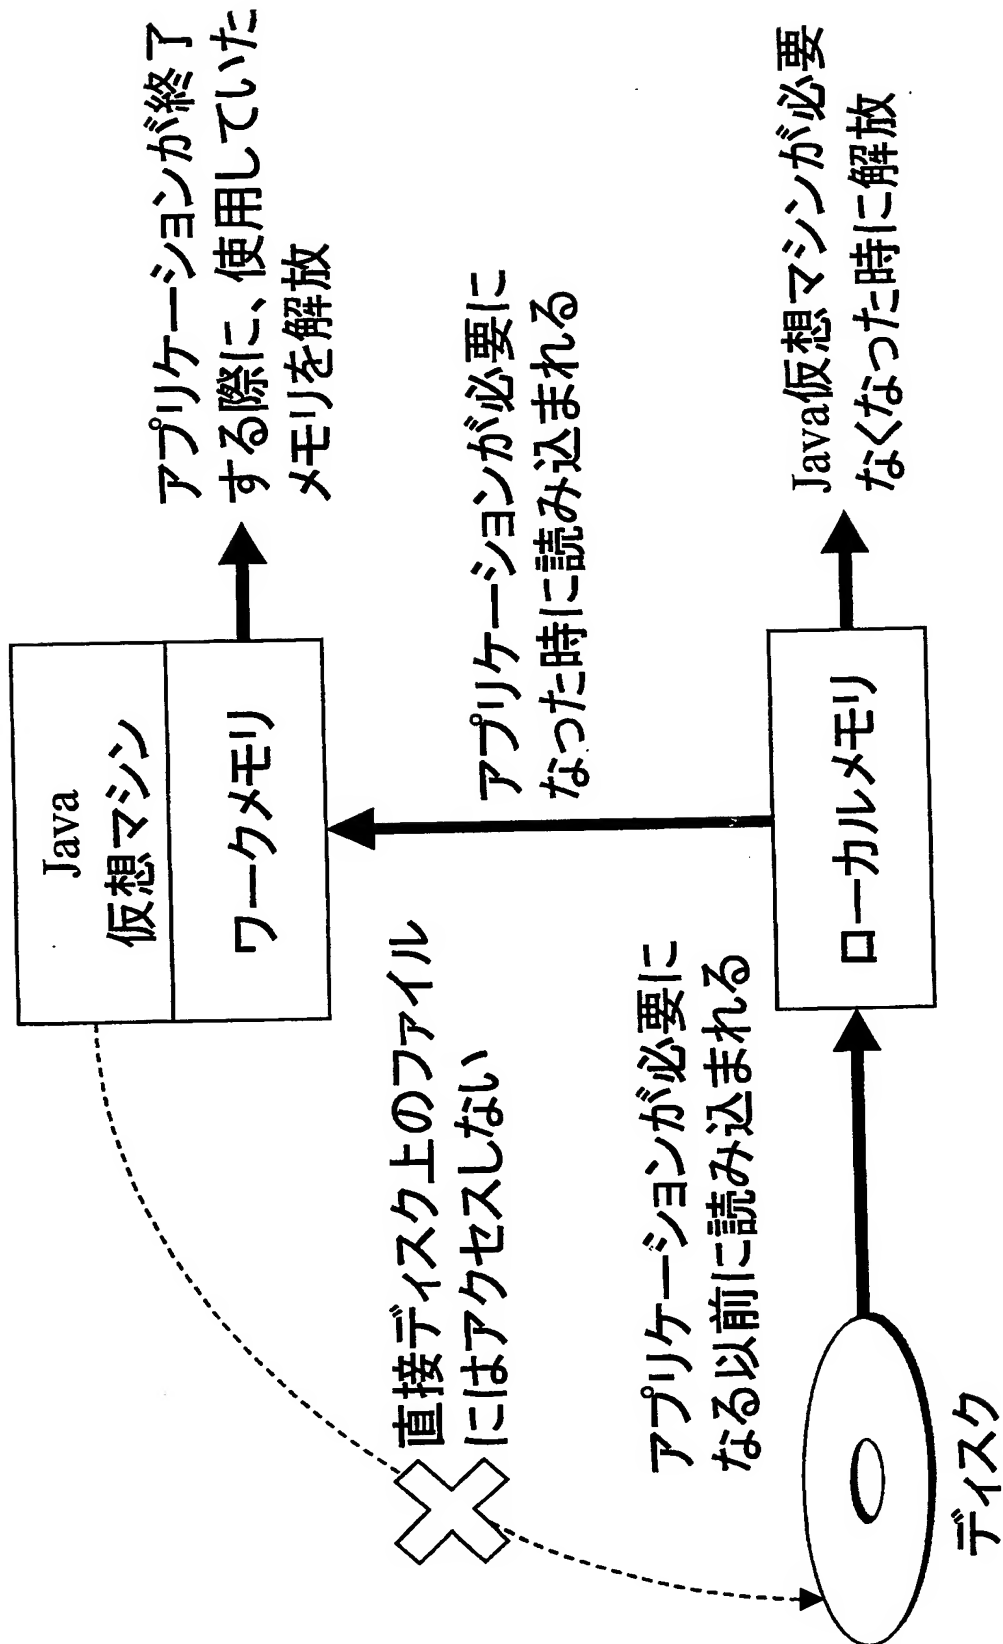 Java
仮想マシン
ワークメモリ
アプリケーションが終了
する際に、使用していた
メモリを解放
直接ディスク上のファイル
にはアクセスしない
アプリケーションが必要に
なった時に読み込まれる
アプリケーションが必要に
なる以前に読み込まれる
ローカルメモリ
Java仮想マシンが必要
なくなった時に解放
ディスク